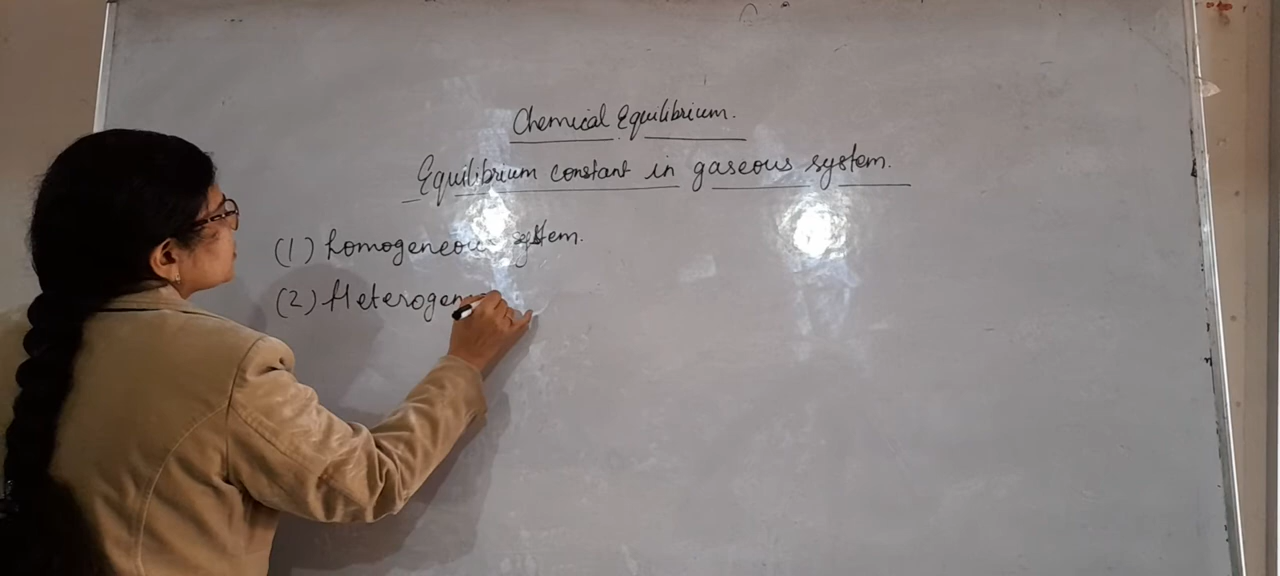 Chemical Equilibrium.
Equilibrium constant in gaseous system.
(1) homogeneous system.
(2) Heterogen